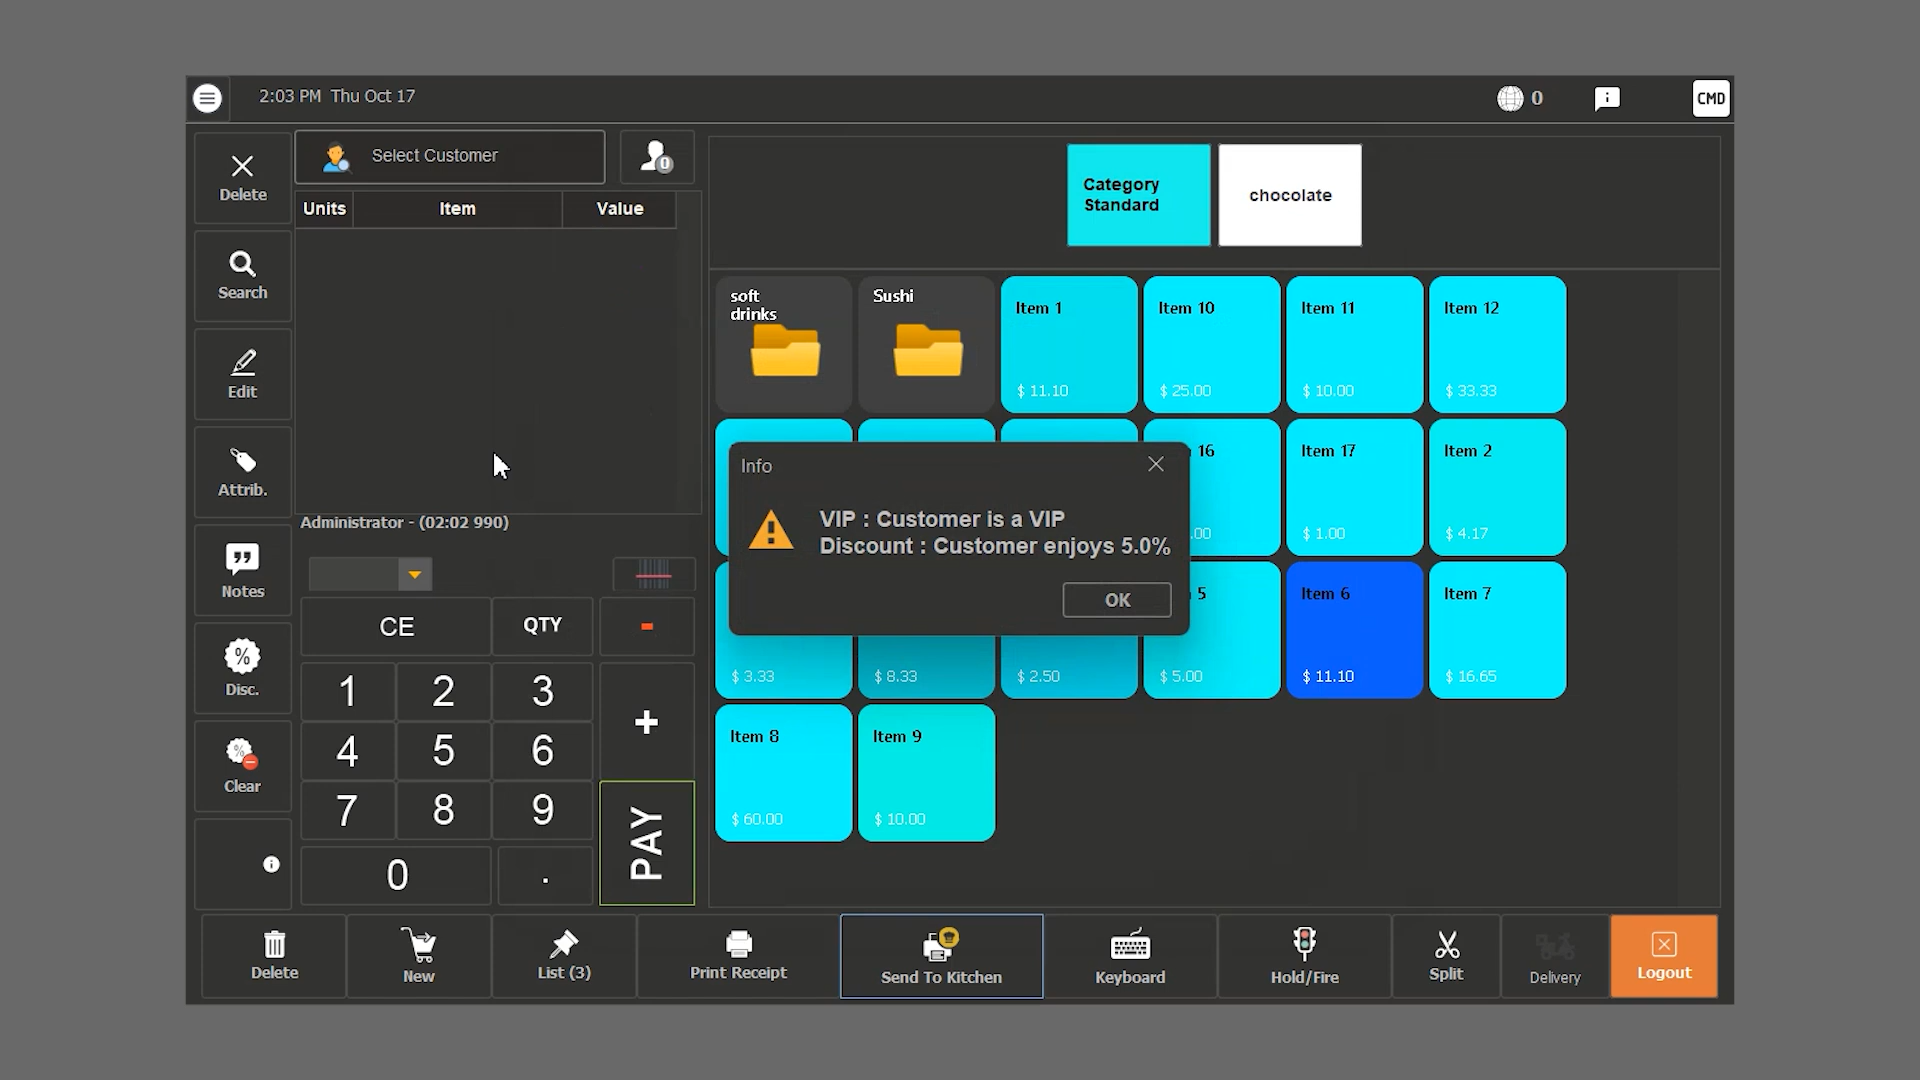 2:03 PM Thu Oct 17
0
CMD
Delete
Search
Edit
Attrib.
Notes
Disc.
Clear
Select Customer
0
Units Item Value
Administrator - (02:02 990)
CE QTY -
1 2 3
+
4 5 6
7 8 9
PAY
0 .
Category
Standard
chocolate
soft
drinks
Sushi
Item 1
$ 11.10
Item 10
$ 25.00
Item 11
$ 10.00
Item 12
$ 33.33
16
.00
Item 17
$ 1.00
Item 2
$ 4.17
$ 3.33
$ 8.33
$ 2.50
5
$ 5.00
Item 6
$ 11.10
Item 7
$ 16.65
Item 8
$ 60.00
Item 9
$ 10.00
Info
VIP : Customer is a VIP
Discount : Customer enjoys 5.0%
OK
Delete
New
List (3)
Print Receipt
Send To Kitchen
Keyboard
Hold/Fire
Split
Delivery
Logout